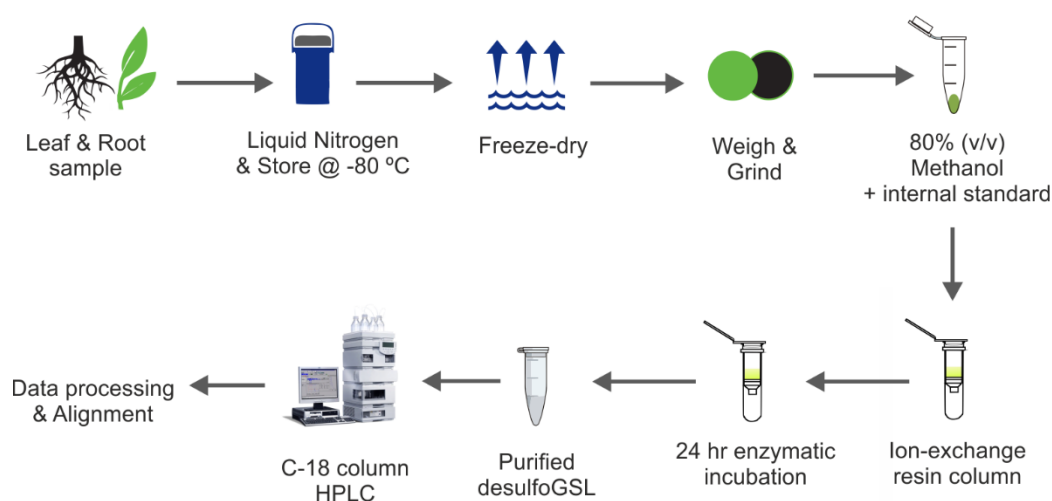 Leaf & Root
sample
Liquid Nitrogen
& Store @ -80 ºC
Freeze-dry
Weigh &
Grind
80% (v/v)
Methanol
+ internal standard
Ion-exchange
resin column
24 hr enzymatic
incubation
Purified
desulfoGSL
C-18 column
HPLC
Data processing
& Alignment